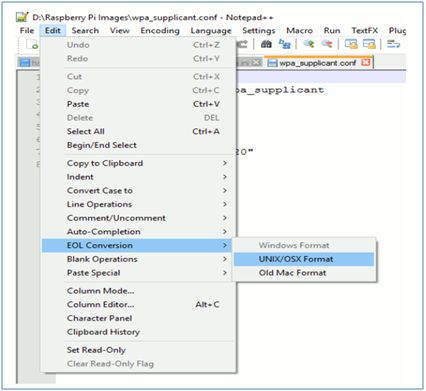 D:\Raspberry Pi Images\wpa_supplicant.conf - Notepad++
File Edit Search View Encoding Language Settings Macro Run TextFX
wpa_supplicant.conf
Undo Ctrl+Z
Redo Ctrl+Y
Cut Ctrl+X
Copy Ctrl+C
Paste Ctrl+V
Delete DEL
Select All Ctrl+A
Begin/End Select
Copy to Clipboard
Indent
Convert Case to
Line Operations
Comment/Uncomment
Auto-Completion
EOL Conversion
Blank Operations
Paste Special
Column Mode...
Column Editor... Alt+C
Character Panel
Clipboard History
Set Read-Only
Clear Read-Only Flag
Windows Format
UNIX/OSX Format
Old Mac Format
pa_supplicant
20"